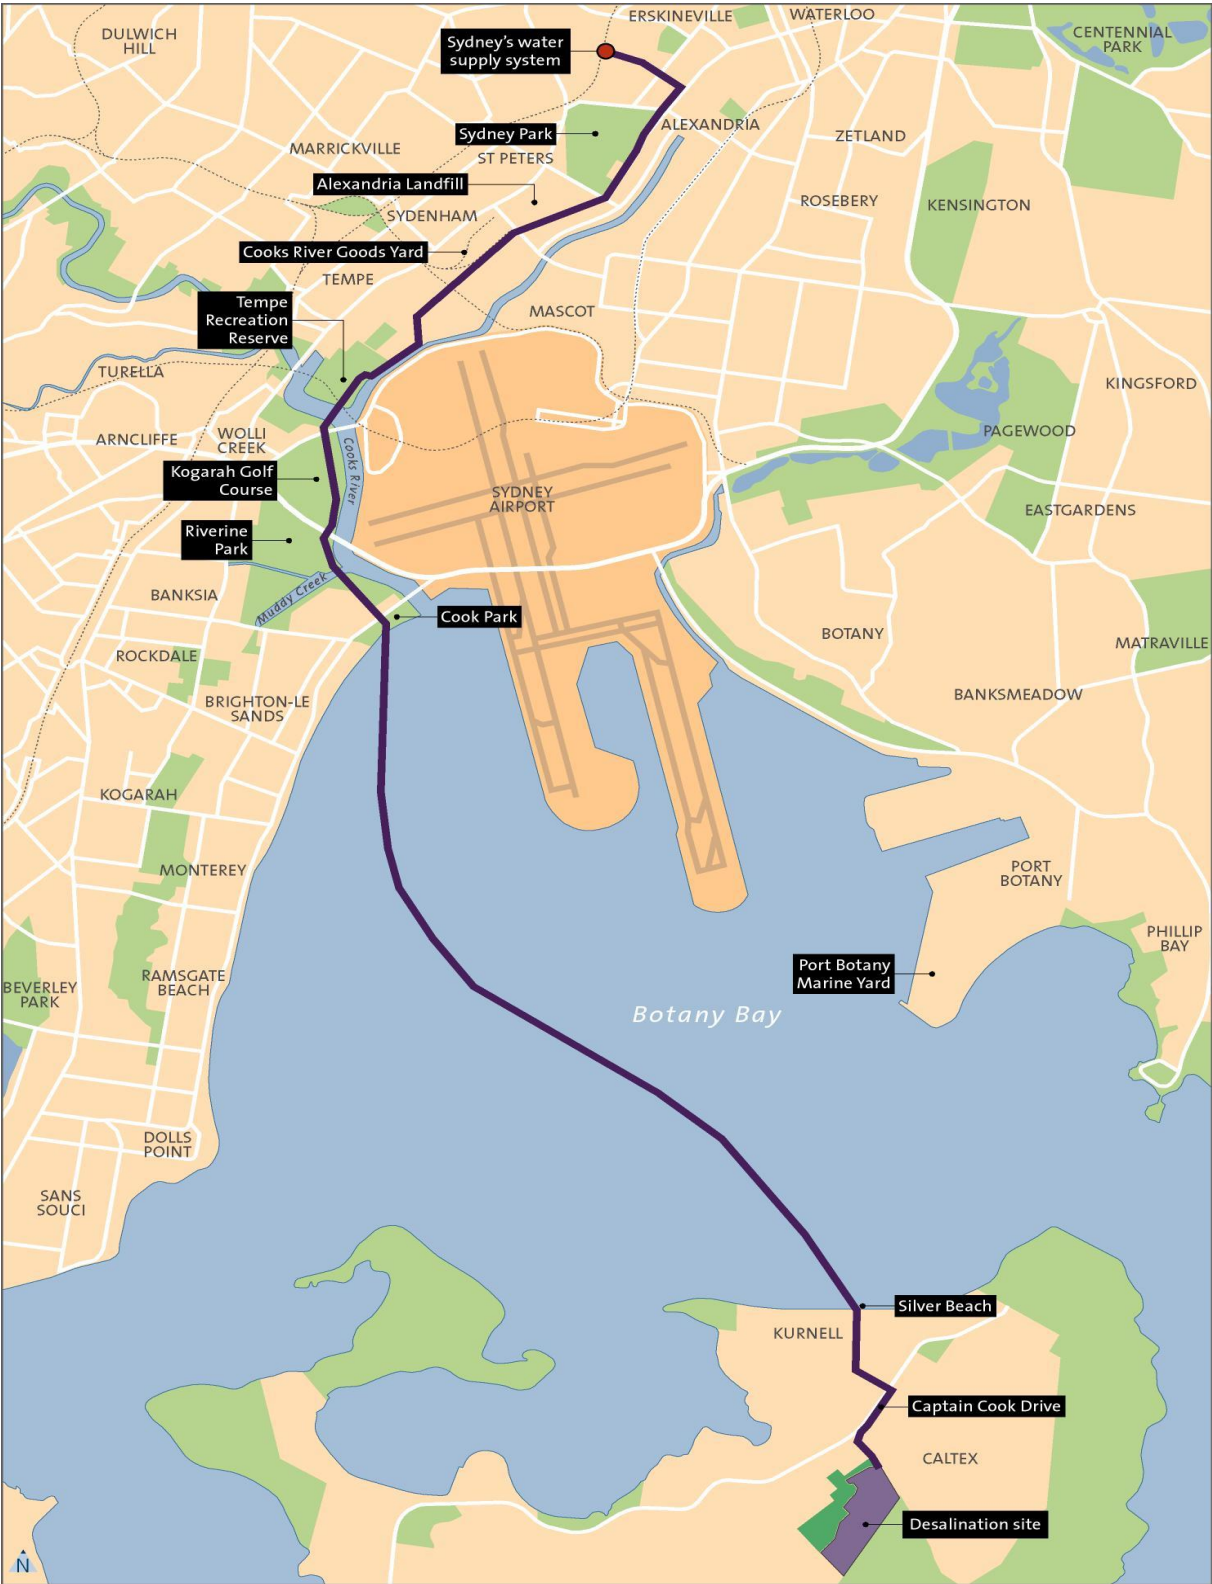 ERSKINEVILLE
WATERLOO
DULWICH
HILL
CENTENNIAL
PARK
Sydney's water
supply system
Sydney Park
ALEXANDRIA
ZETLAND
MARRICKVILLE
ST PETERS
Alexandria Landfill
ROSEBERY
KENSINGTON
SYDENHAM
Cooks River Goods Yard
TEMPE
Tempe
Recreation
Reserve
MASCOT
TURELLA
KINGSFORD
ARNCLIFFE
WOLLI
CREEK
PAGEWOOD
Cooks River
Kogarah Golf
Course
SYDNEY
AIRPORT
EASTGARDENS
Riverine
Park
BANKSIA
Muddy Creek
Cook Park
BOTANY
MATRAVILLE
ROCKDALE
BANKSMEADOW
BRIGHTON-LE
SANDS
KOGARAH
MONTEREY
PORT
BOTANY
PHILLIP
BAY
Port Botany
Marine Yard
RAMSGATE
BEACH
BEVERLEY
PARK
Botany Bay
DOLLS
POINT
SANS
SOUCI
Silver Beach
KURNELL
Captain Cook Drive
CALTEX
Desalination site
N